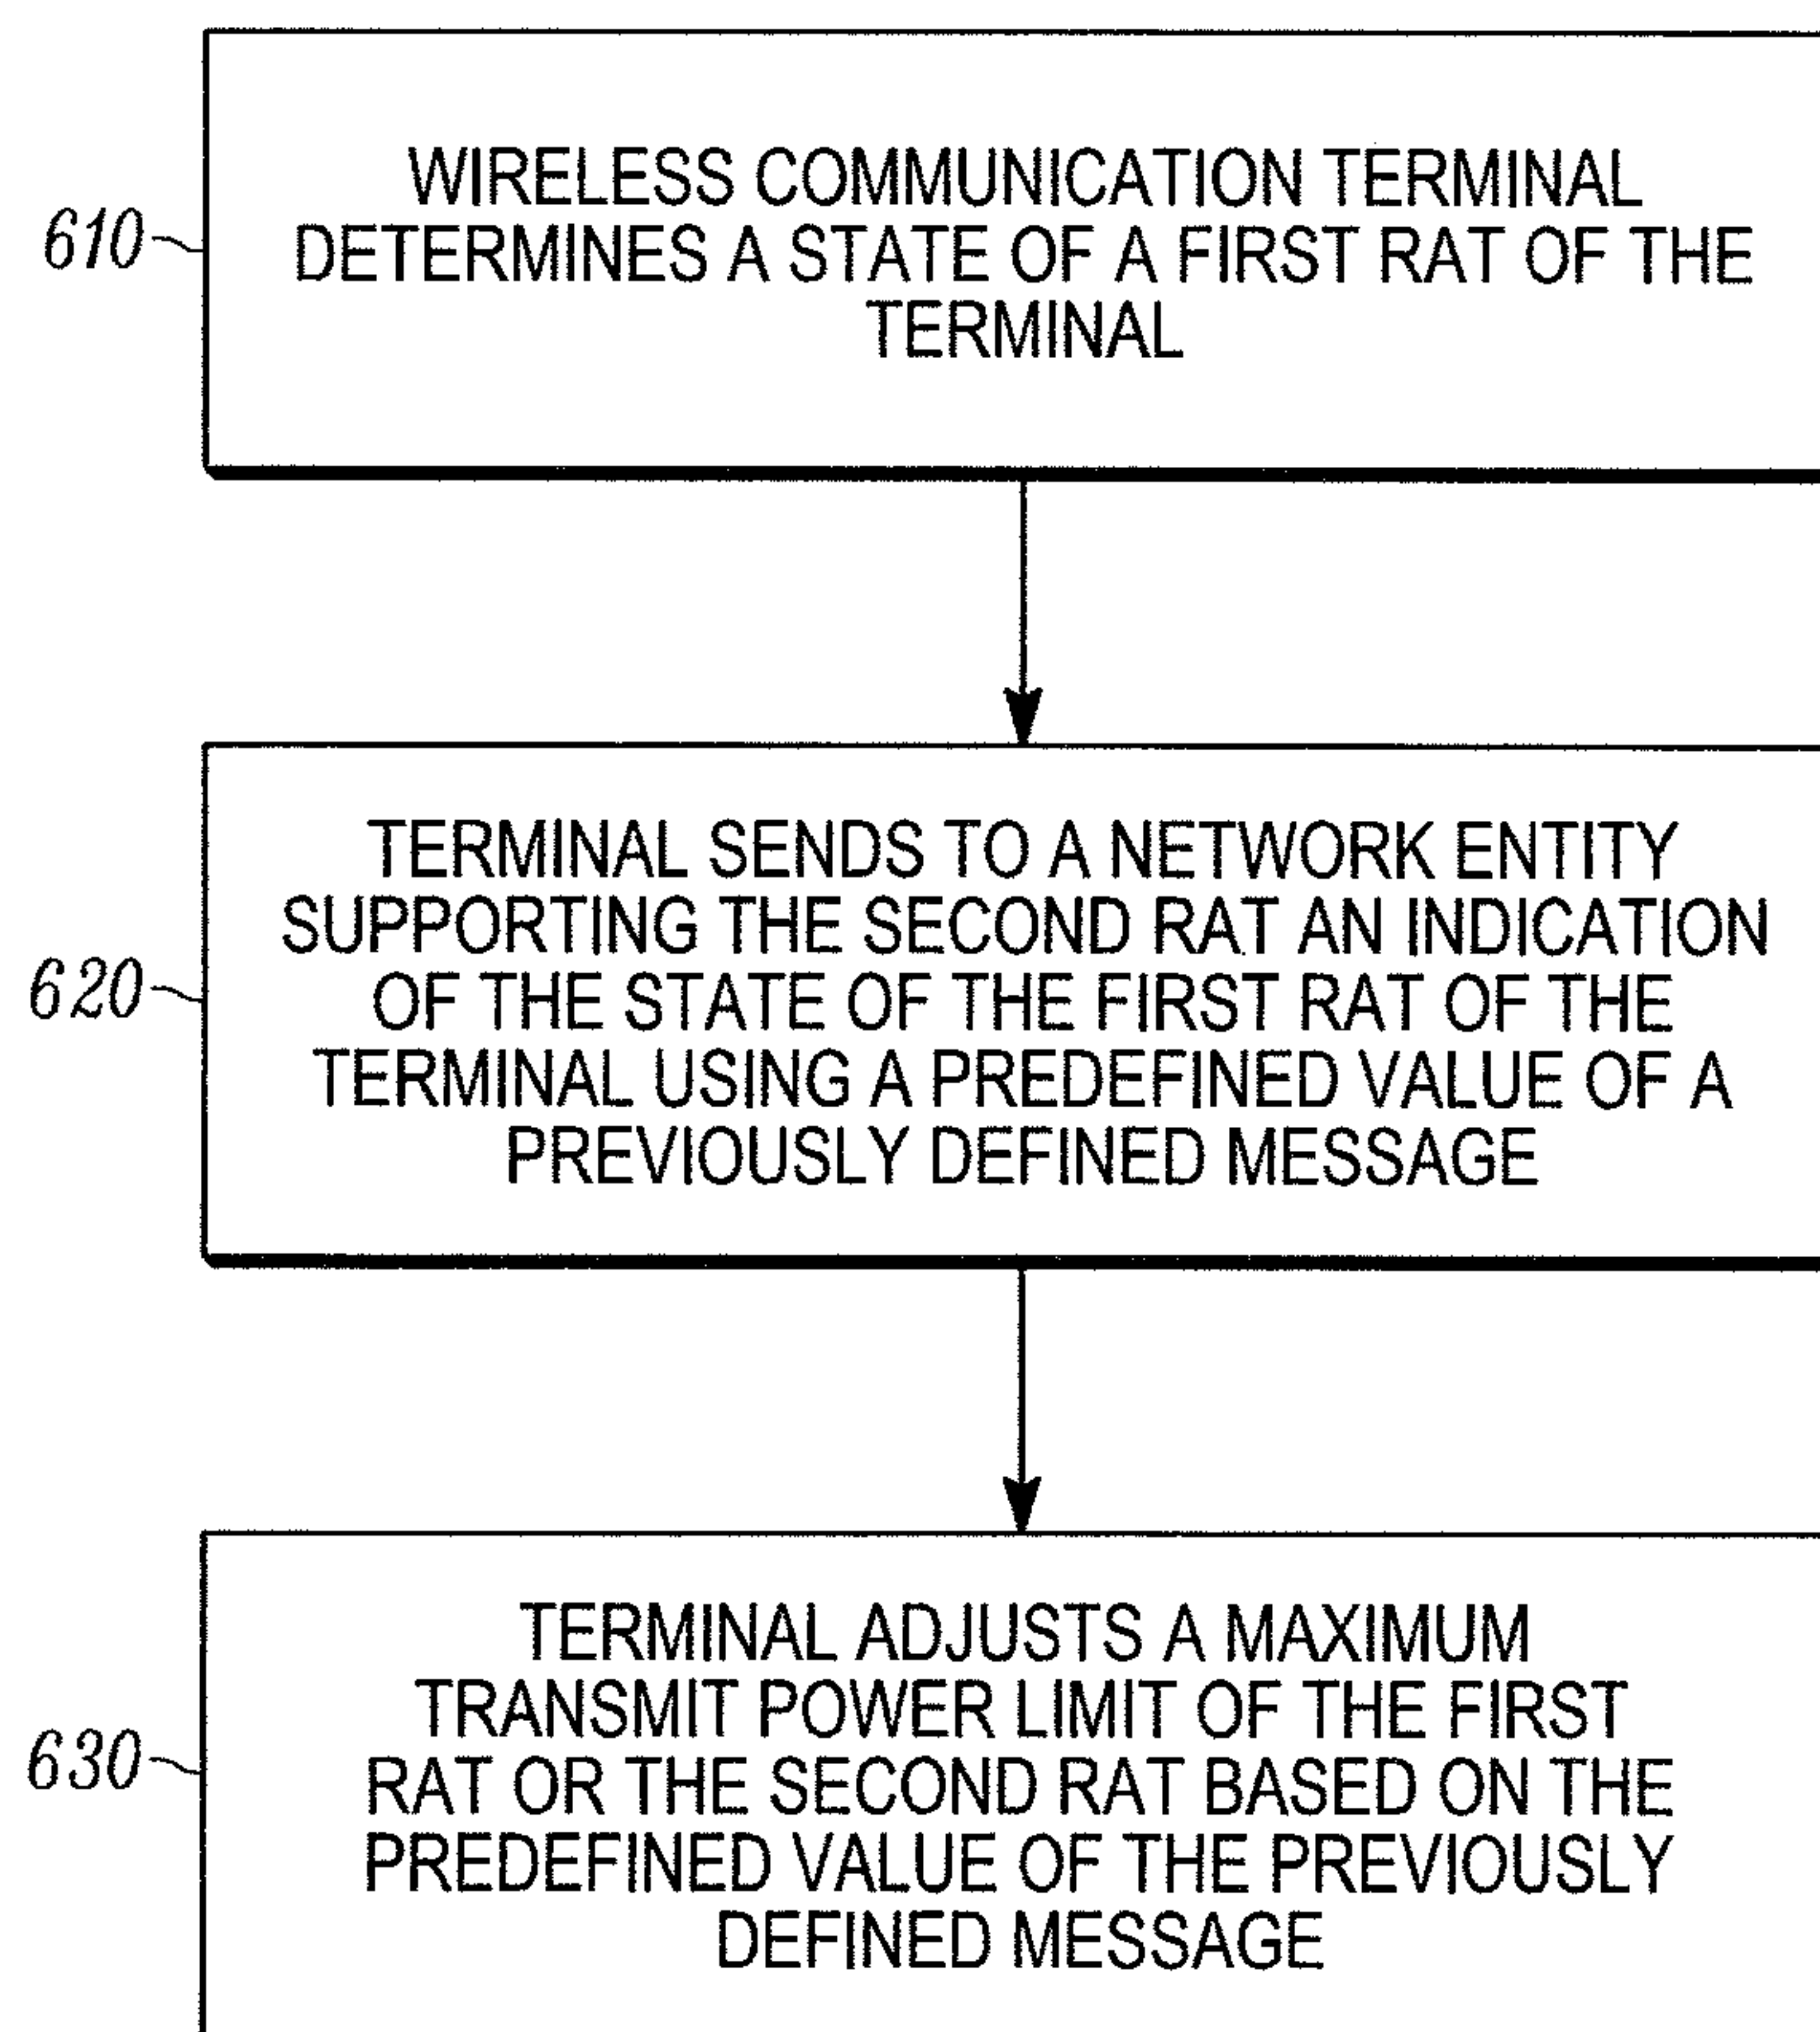 610
WIRELESS COMMUNICATION TERMINAL
DETERMINES A STATE OF A FIRST RAT OF THE
TERMINAL
620
TERMINAL SENDS TO A NETWORK ENTITY
SUPPORTING THE SECOND RAT AN INDICATION
OF THE STATE OF THE FIRST RAT OF THE
TERMINAL USING A PREDEFINED VALUE OF A
PREVIOUSLY DEFINED MESSAGE
630
TERMINAL ADJUSTS A MAXIMUM
TRANSMIT POWER LIMIT OF THE FIRST
RAT OR THE SECOND RAT BASED ON THE
PREDEFINED VALUE OF THE PREVIOUSLY
DEFINED MESSAGE